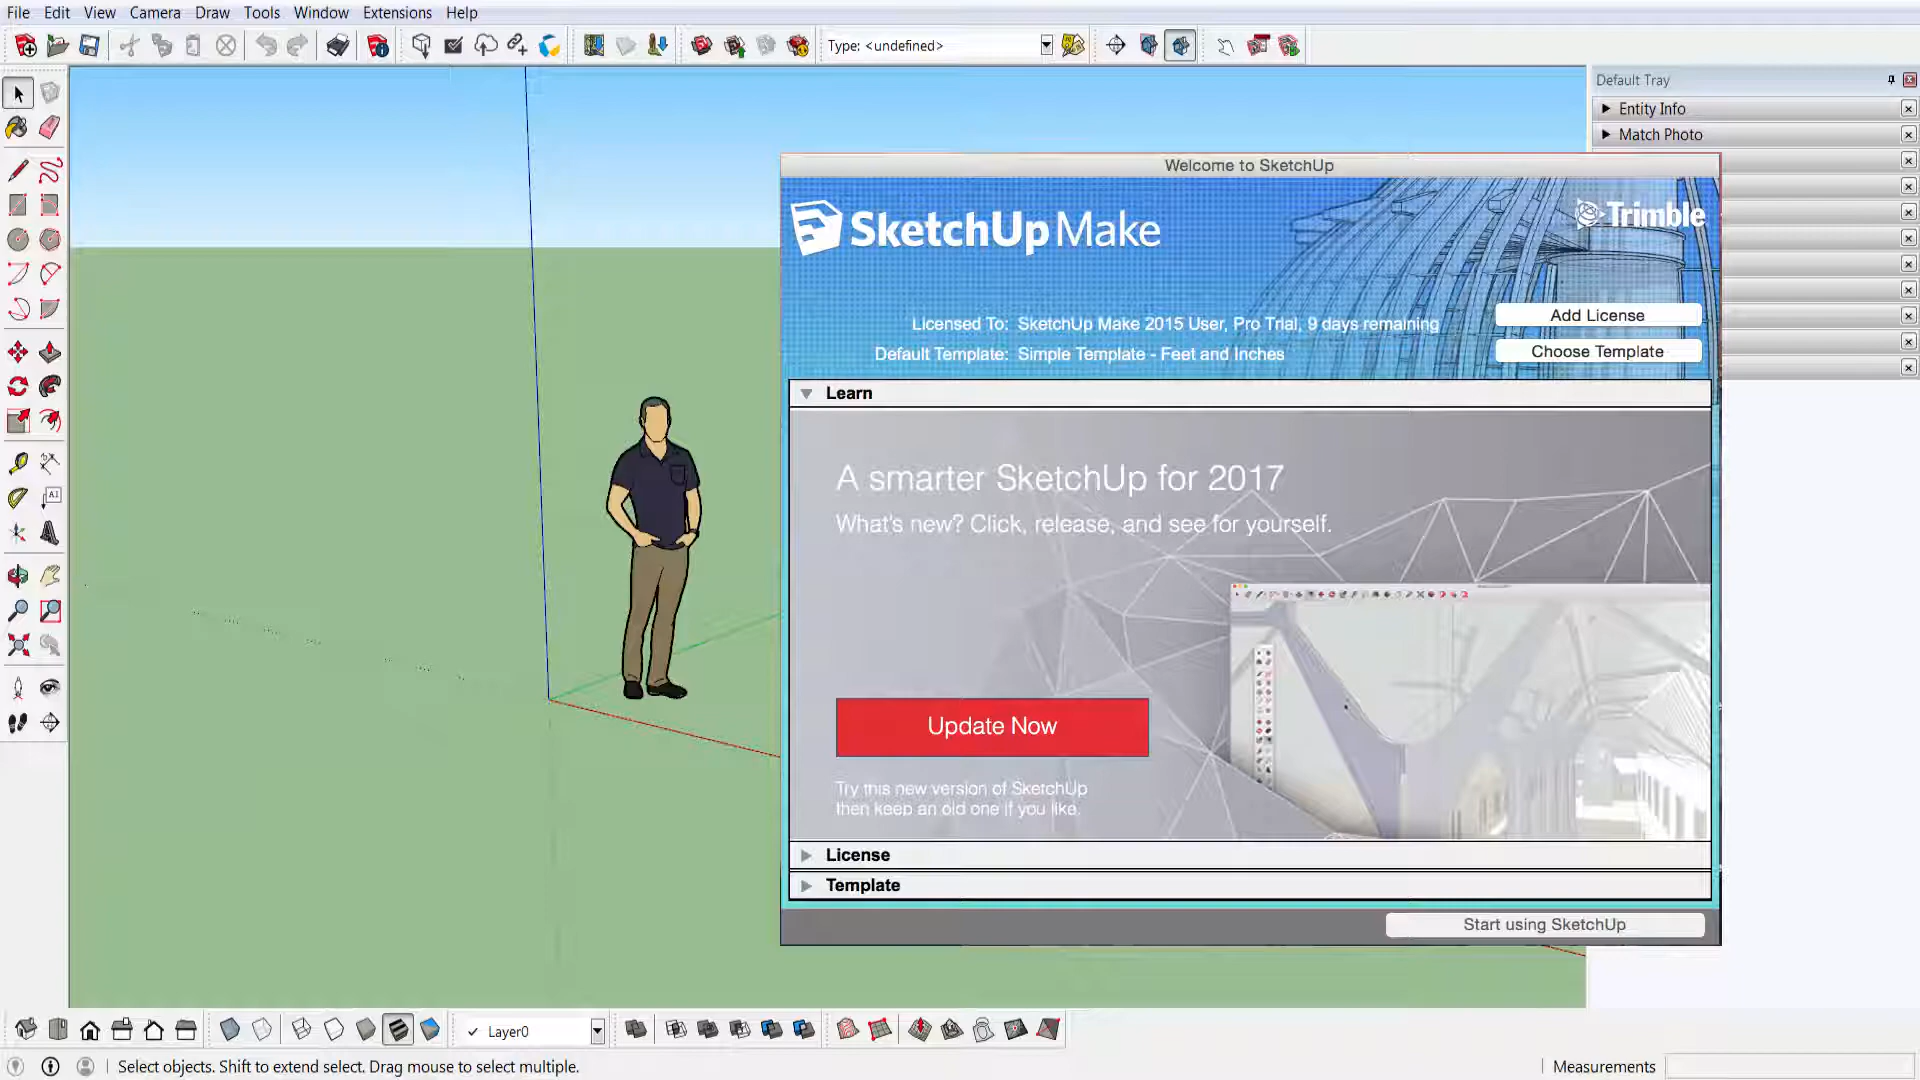 File Edit View Camera Draw Tools Window Extensions Help
Type: <undefined>
Default Tray
Entity Info
Match Photo
Welcome to SketchUp
SketchUp Make
Trimble
Licensed To: SketchUp Make 2015 User, Pro Trial, 9 days remaining
Add License
Default Template: Simple Template - Feet and Inches
Choose Template
Learn
A smarter SketchUp for 2017
What's new? Click, release, and see for yourself.
Update Now
Try this new version of SketchUp
then keep an old one if you like.
License
Template
Start using SketchUp
Layer0
Select objects. Shift to extend select. Drag mouse to select multiple.
Measurements